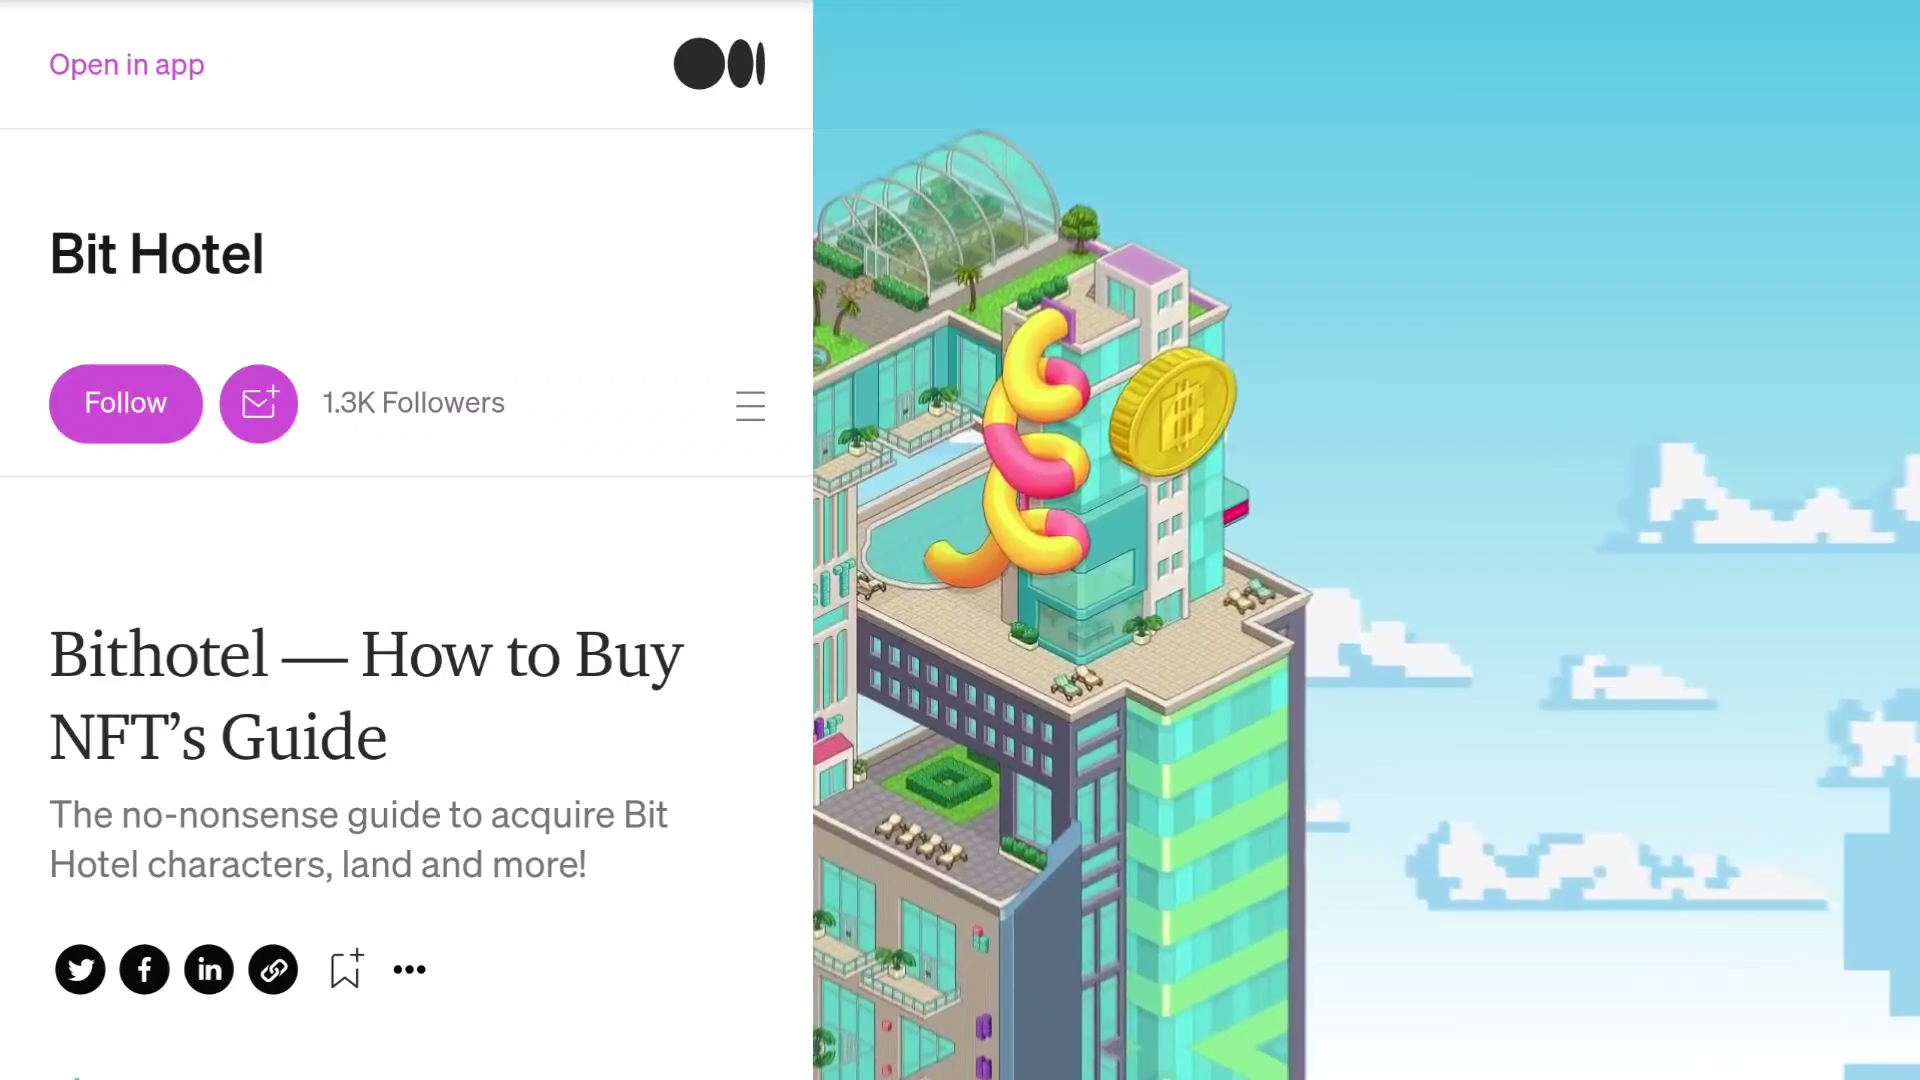 Open in app
Bit Hotel
Follow
1.3K Followers
Bithotel — How to Buy
NFT’s Guide
The no-nonsense guide to acquire Bit
Hotel characters, land and more!